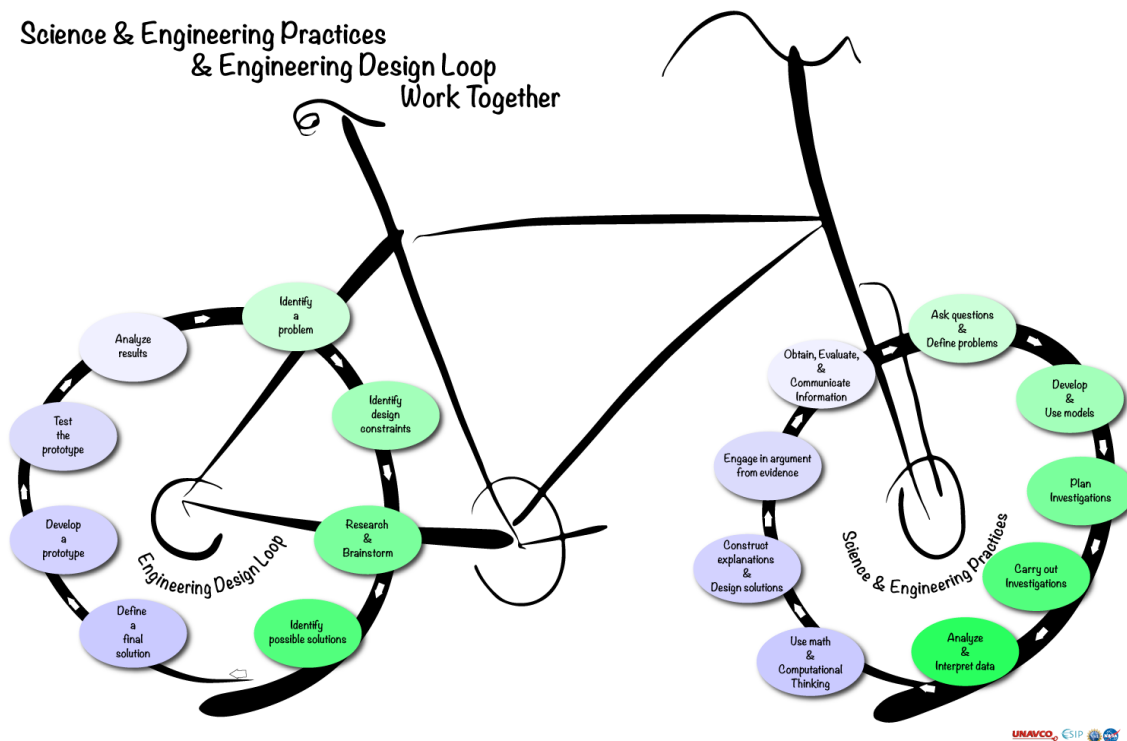 Science & Engineering Practices
& Engineering Design Loop
Work Together
Identify
a
problem
Identify
design
constraints
Research
&
Brainstorm
Identify
possible solutions
Define
a
final
solution
Develop
a
prototype
Test
the
prototype
Analyze
results
Engineering Design Loop
Ask questions
&
Define problems
Develop
&
Use models
Plan
Investigations
Carry out
Investigations
Analyze
&
Interpret data
Use math
&
Computational
Thinking
Construct
explanations
&
Design solutions
Engage in argument
from evidence
Obtain, Evaluate,
&
Communicate
Information
Science & Engineering Practices
UNAVCO
ESIP
NASA